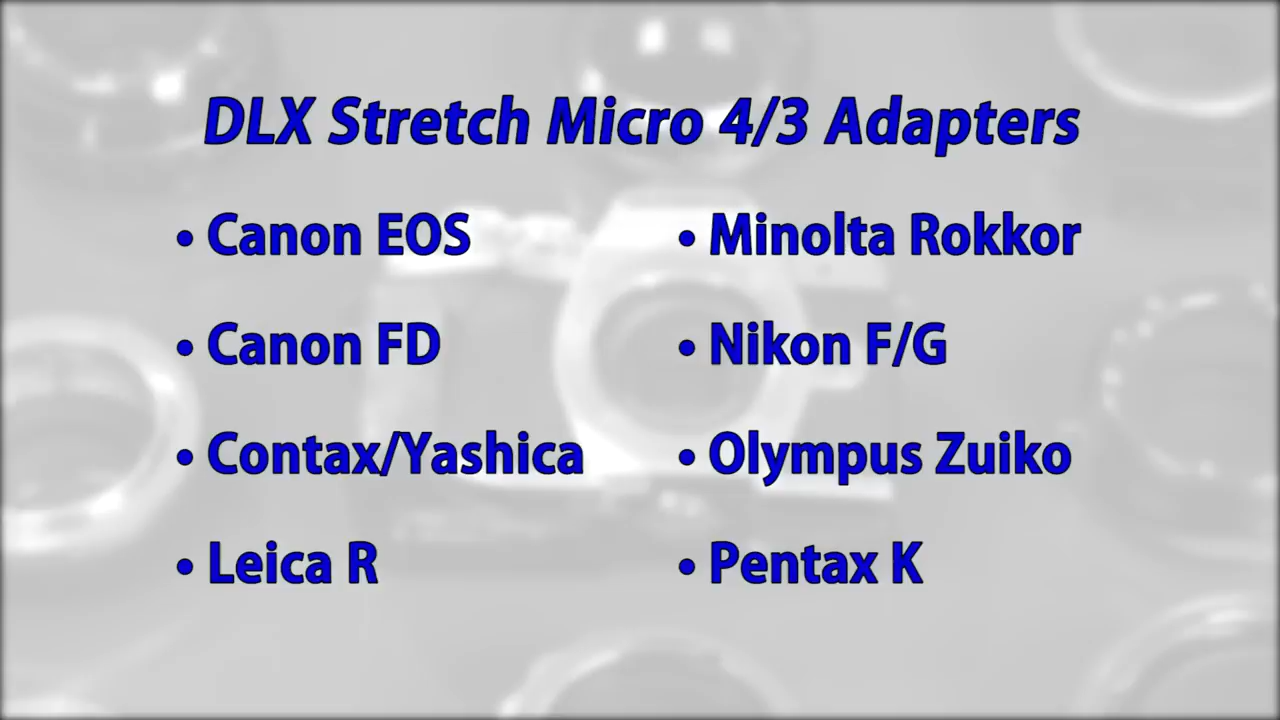 DLX Stretch Micro 4/3 Adapters
• Canon EOS
• Canon FD
• Contax/Yashica
• Leica R
• Minolta Rokkor
• Nikon F/G
• Olympus Zuiko
• Pentax K